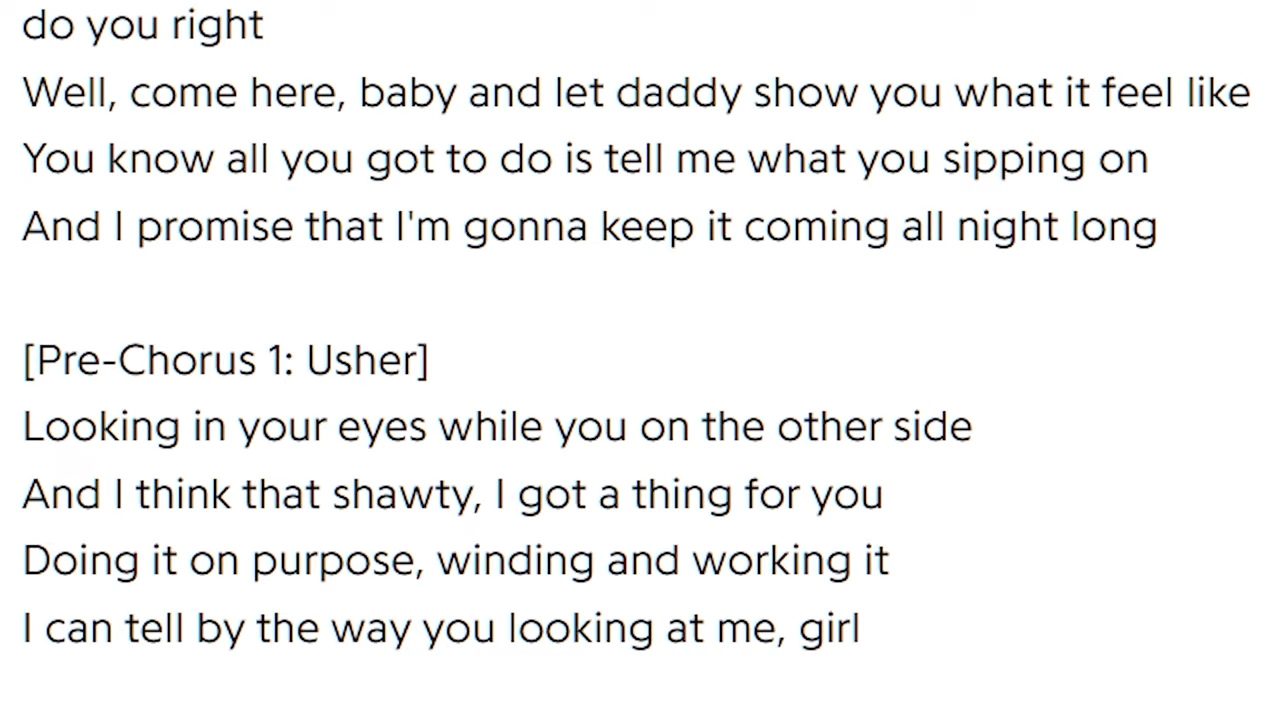 do you right
Well, come here, baby and let daddy show you what it feel like
You know all you got to do is tell me what you sipping on
And I promise that I'm gonna keep it coming all night long
[Pre-Chorus 1: Usher]
Looking in your eyes while you on the other side
And I think that shawty, I got a thing for you
Doing it on purpose, winding and working it
I can tell by the way you looking at me, girl